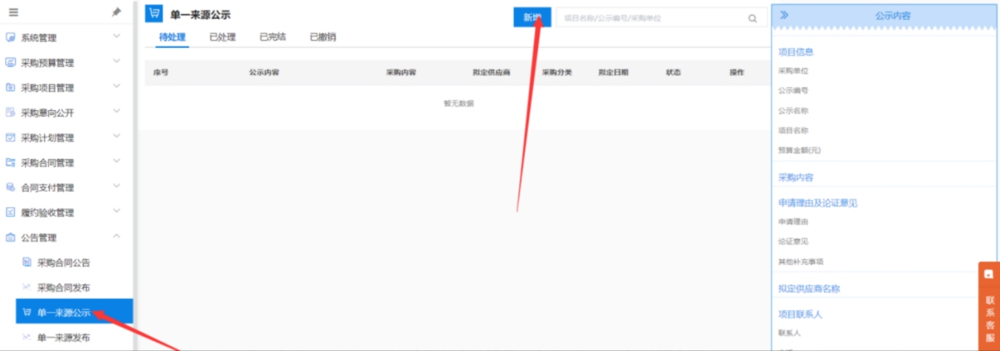 系统管理
采购预算管理
采购项目管理
采购意向公开
采购计划管理
采购合同管理
合同支付管理
履约验收管理
公告管理
采购合同公告
采购合同发布
单一来源公示
单一来源发布
单一来源公示
新增
项目名称/公示编号/采购单位
待处理 已处理 已完结 已撤销
序号 公示内容 采购内容 拟定供应商 采购分类 拟定日期 状态 操作
暂无数据
公示内容
项目信息
采购单位
公示编号
公示名称
项目名称
预算金额(元)
采购内容
申请理由及论证意见
申请理由
论证意见
其他补充事项
拟定供应商名称
项目联系人
联系人
联系客服